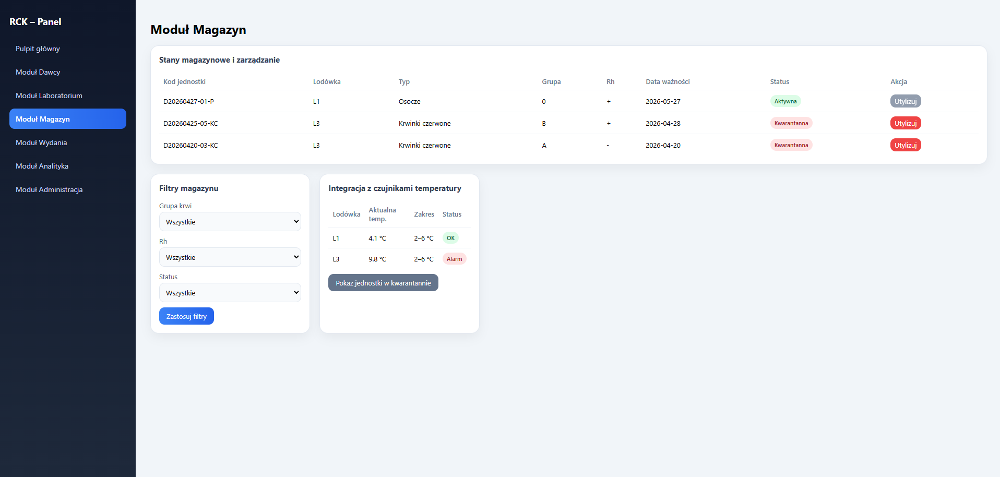 RCK – Panel
Pulpit główny
Moduł Dawcy
Moduł Laboratorium
Moduł Magazyn
Moduł Wydania
Moduł Analityka
Moduł Administracja
Moduł Magazyn
Stany magazynowe i zarządzanie
Kod jednostki Lodówka Typ Grupa Rh Data ważności Status Akcja
D20260427-01-P L1 Osocze 0 + 2026-05-27 Aktywna Utylizuj
D20260425-05-KC L3 Krwinki czerwone B + 2026-04-28 Kwarantanna Utylizuj
D20260420-03-KC L3 Krwinki czerwone A - 2026-04-20 Kwarantanna Utylizuj
Filtry magazynu
Grupa krwi
Wszystkie
Rh
Wszystkie
Status
Wszystkie
Zastosuj filtry
Integracja z czujnikami temperatury
Lodówka Aktualna temp. Zakres Status
L1 4.1 °C 2–6 °C OK
L3 9.8 °C 2–6 °C Alarm
Pokaż jednostki w kwarantannie